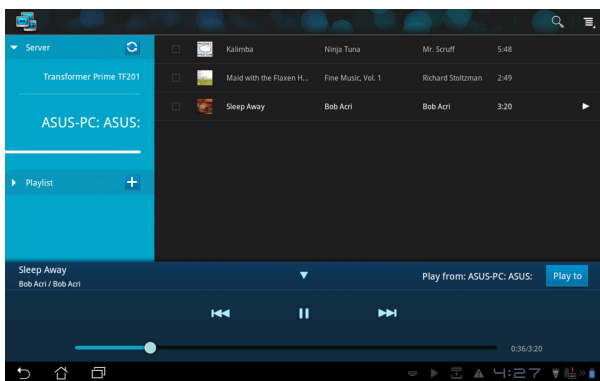 Server
Transformer Prime TF201
ASUS-PC: ASUS:
Playlist
Kalimba Ninja Tuna Mr. Scruff 5:48
Maid with the Flaxen H... Fine Music, Vol. 1 Richard Stoltzman 2:49
Sleep Away Bob Acri Bob Acri 3:20
Sleep Away
Bob Acri / Bob Acri
Play from: ASUS-PC: ASUS:
Play to
0:36/3:20
4:27